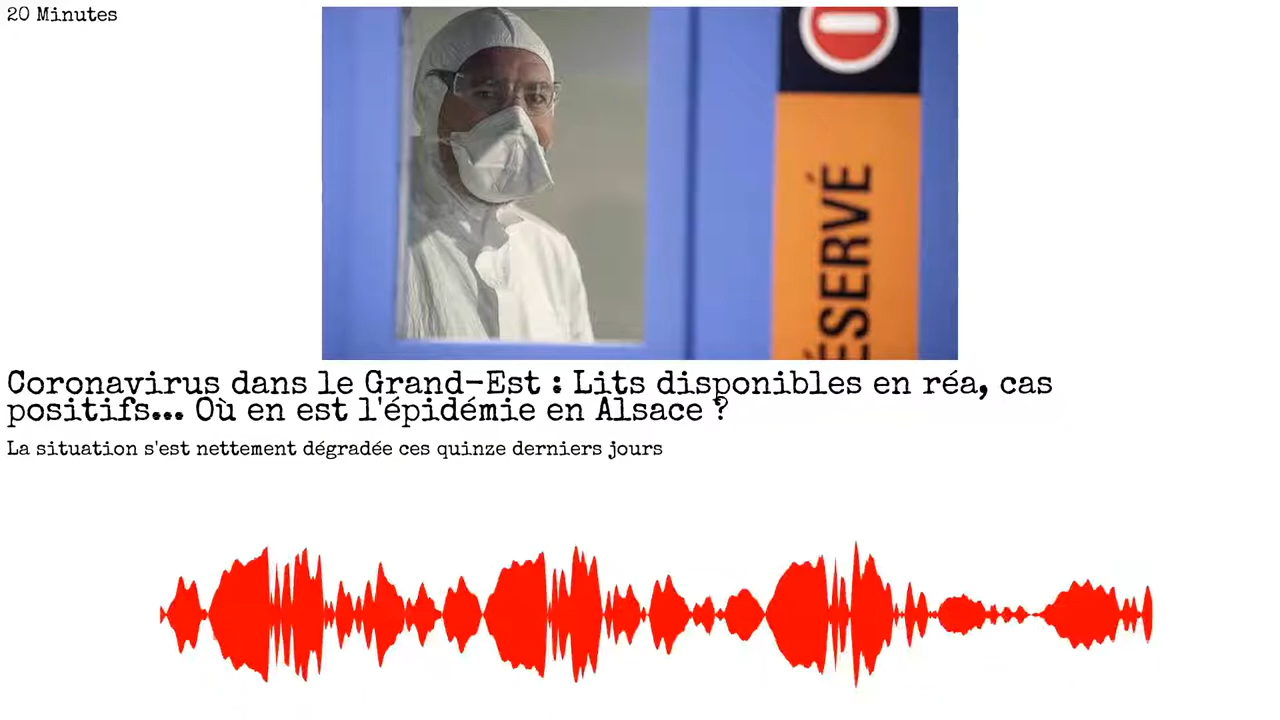 20 Minutes
ÉSERVÉ
Coronavirus dans le Grand-Est : Lits disponibles en réa, cas
positifs... Où en est l'épidémie en Alsace ?
La situation s'est nettement dégradée ces quinze derniers jours